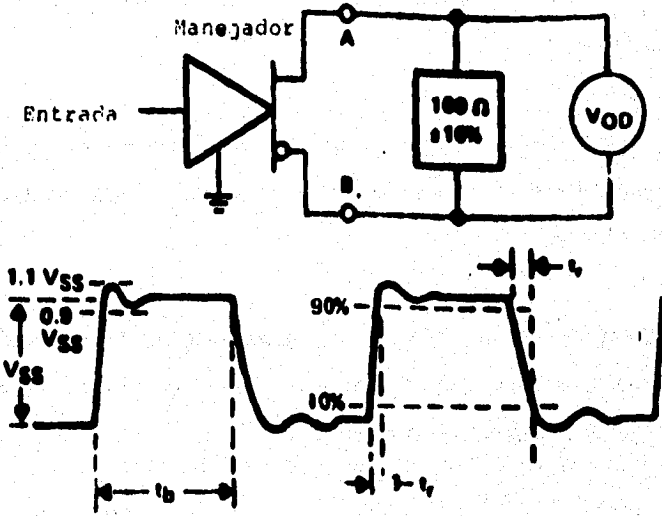 Manejador
A
Entrada
100 Ω
±10%
VOD
B
1.1 VSS
0.9
VSS
VSS
90%
10%
tr
tb
tr